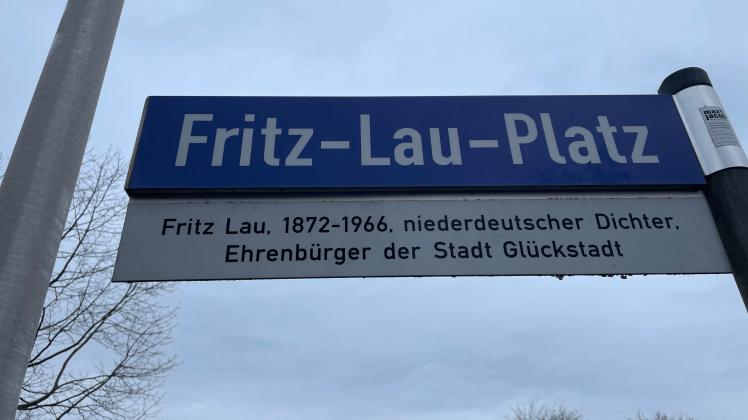 Fritz-Lau-Platz
Fritz Lau, 1872-1966, niederdeutscher Dichter,
Ehrenbürger der Stadt Glückstadt